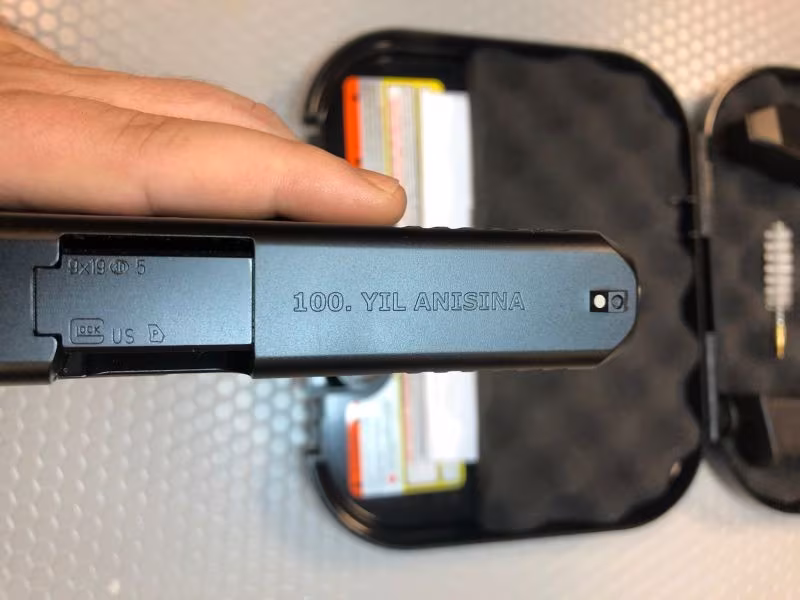 9x19 5
GLOCK US P
100. YIL ANISINA